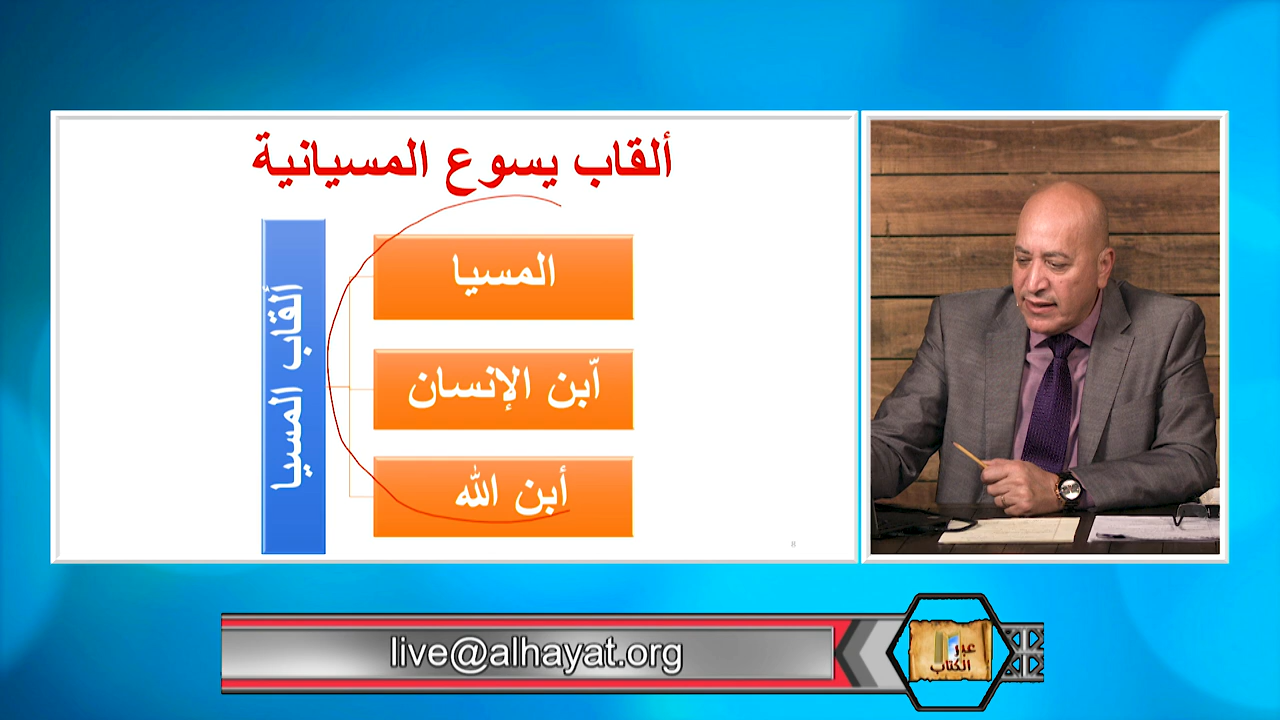 ألقاب يسوع المسيانية
ألقاب المسيا
المسيا
اّبن الإنسان
أبن الله
live@alhayat.org
عبر
الكتاب